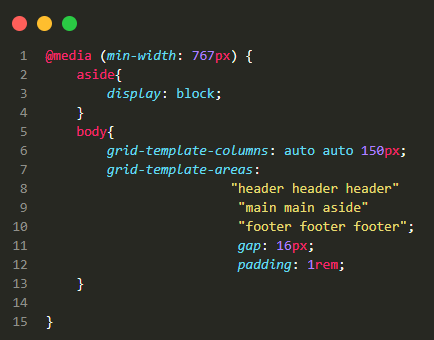 1 @media (min-width: 767px) {
2     aside{
3         display: block;
4     }
5     body{
6         grid-template-columns: auto auto 150px;
7         grid-template-areas:
8                         "header header header"
9                          "main main aside"
10                          "footer footer footer";
11                          gap: 16px;
12                          padding: 1rem;
13     }
14
15 }